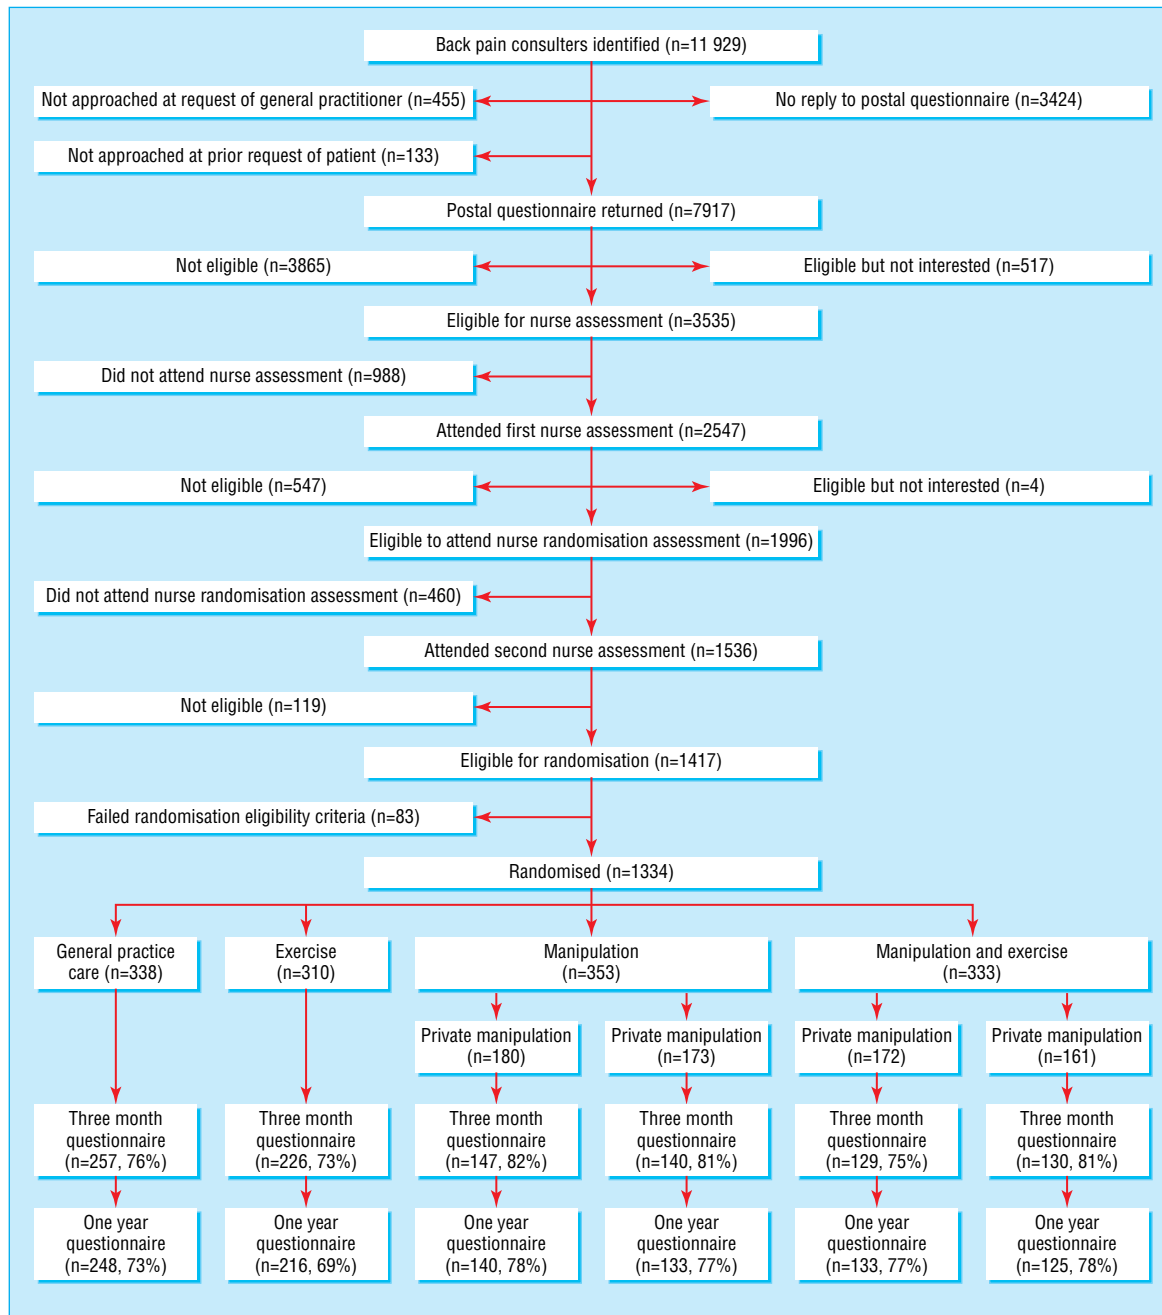 Back pain consulters identified (n=11 929)
Not approached at request of general practitioner (n=455)
No reply to postal questionnaire (n=3424)
Not approached at prior request of patient (n=133)
Postal questionnaire returned (n=7917)
Not eligible (n=3865)
Eligible but not interested (n=517)
Eligible for nurse assessment (n=3535)
Did not attend nurse assessment (n=988)
Attended first nurse assessment (n=2547)
Not eligible (n=547)
Eligible but not interested (n=4)
Eligible to attend nurse randomisation assessment (n=1996)
Did not attend nurse randomisation assessment (n=460)
Attended second nurse assessment (n=1536)
Not eligible (n=119)
Eligible for randomisation (n=1417)
Failed randomisation eligibility criteria (n=83)
Randomised (n=1334)
General practice
care (n=338)
Exercise
(n=310)
Manipulation
(n=353)
Manipulation and exercise
(n=333)
Private manipulation
(n=180)
Private manipulation
(n=173)
Private manipulation
(n=172)
Private manipulation
(n=161)
Three month
questionnaire
(n=257, 76%)
Three month
questionnaire
(n=226, 73%)
Three month
questionnaire
(n=147, 82%)
Three month
questionnaire
(n=140, 81%)
Three month
questionnaire
(n=129, 75%)
Three month
questionnaire
(n=130, 81%)
One year
questionnaire
(n=248, 73%)
One year
questionnaire
(n=216, 69%)
One year
questionnaire
(n=140, 78%)
One year
questionnaire
(n=133, 77%)
One year
questionnaire
(n=133, 77%)
One year
questionnaire
(n=125, 78%)